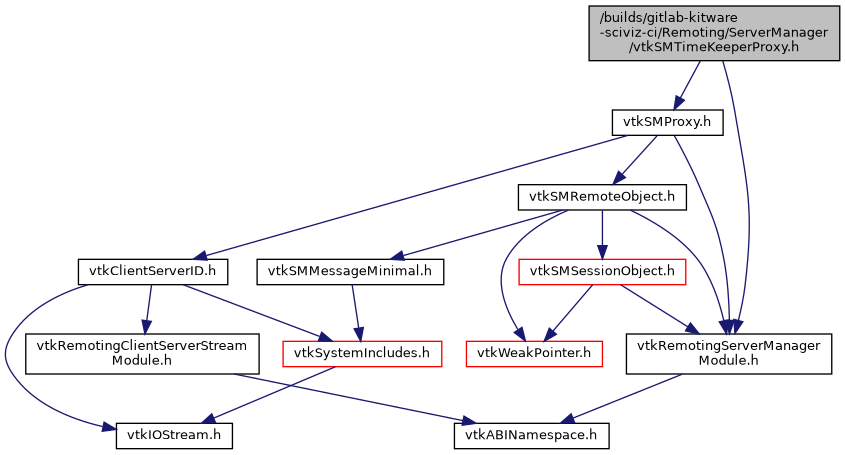 /builds/gitlab-kitware
-sciviz-ci/Remoting/ServerManager
/vtkSMTimeKeeperProxy.h
vtkSMProxy.h
vtkSMRemoteObject.h
vtkClientServerID.h
vtkSMMessageMinimal.h
vtkSMSessionObject.h
vtkRemotingClientServerStream
Module.h
vtkSystemIncludes.h
vtkWeakPointer.h
vtkRemotingServerManager
Module.h
vtkIOStream.h
vtkABINamespace.h